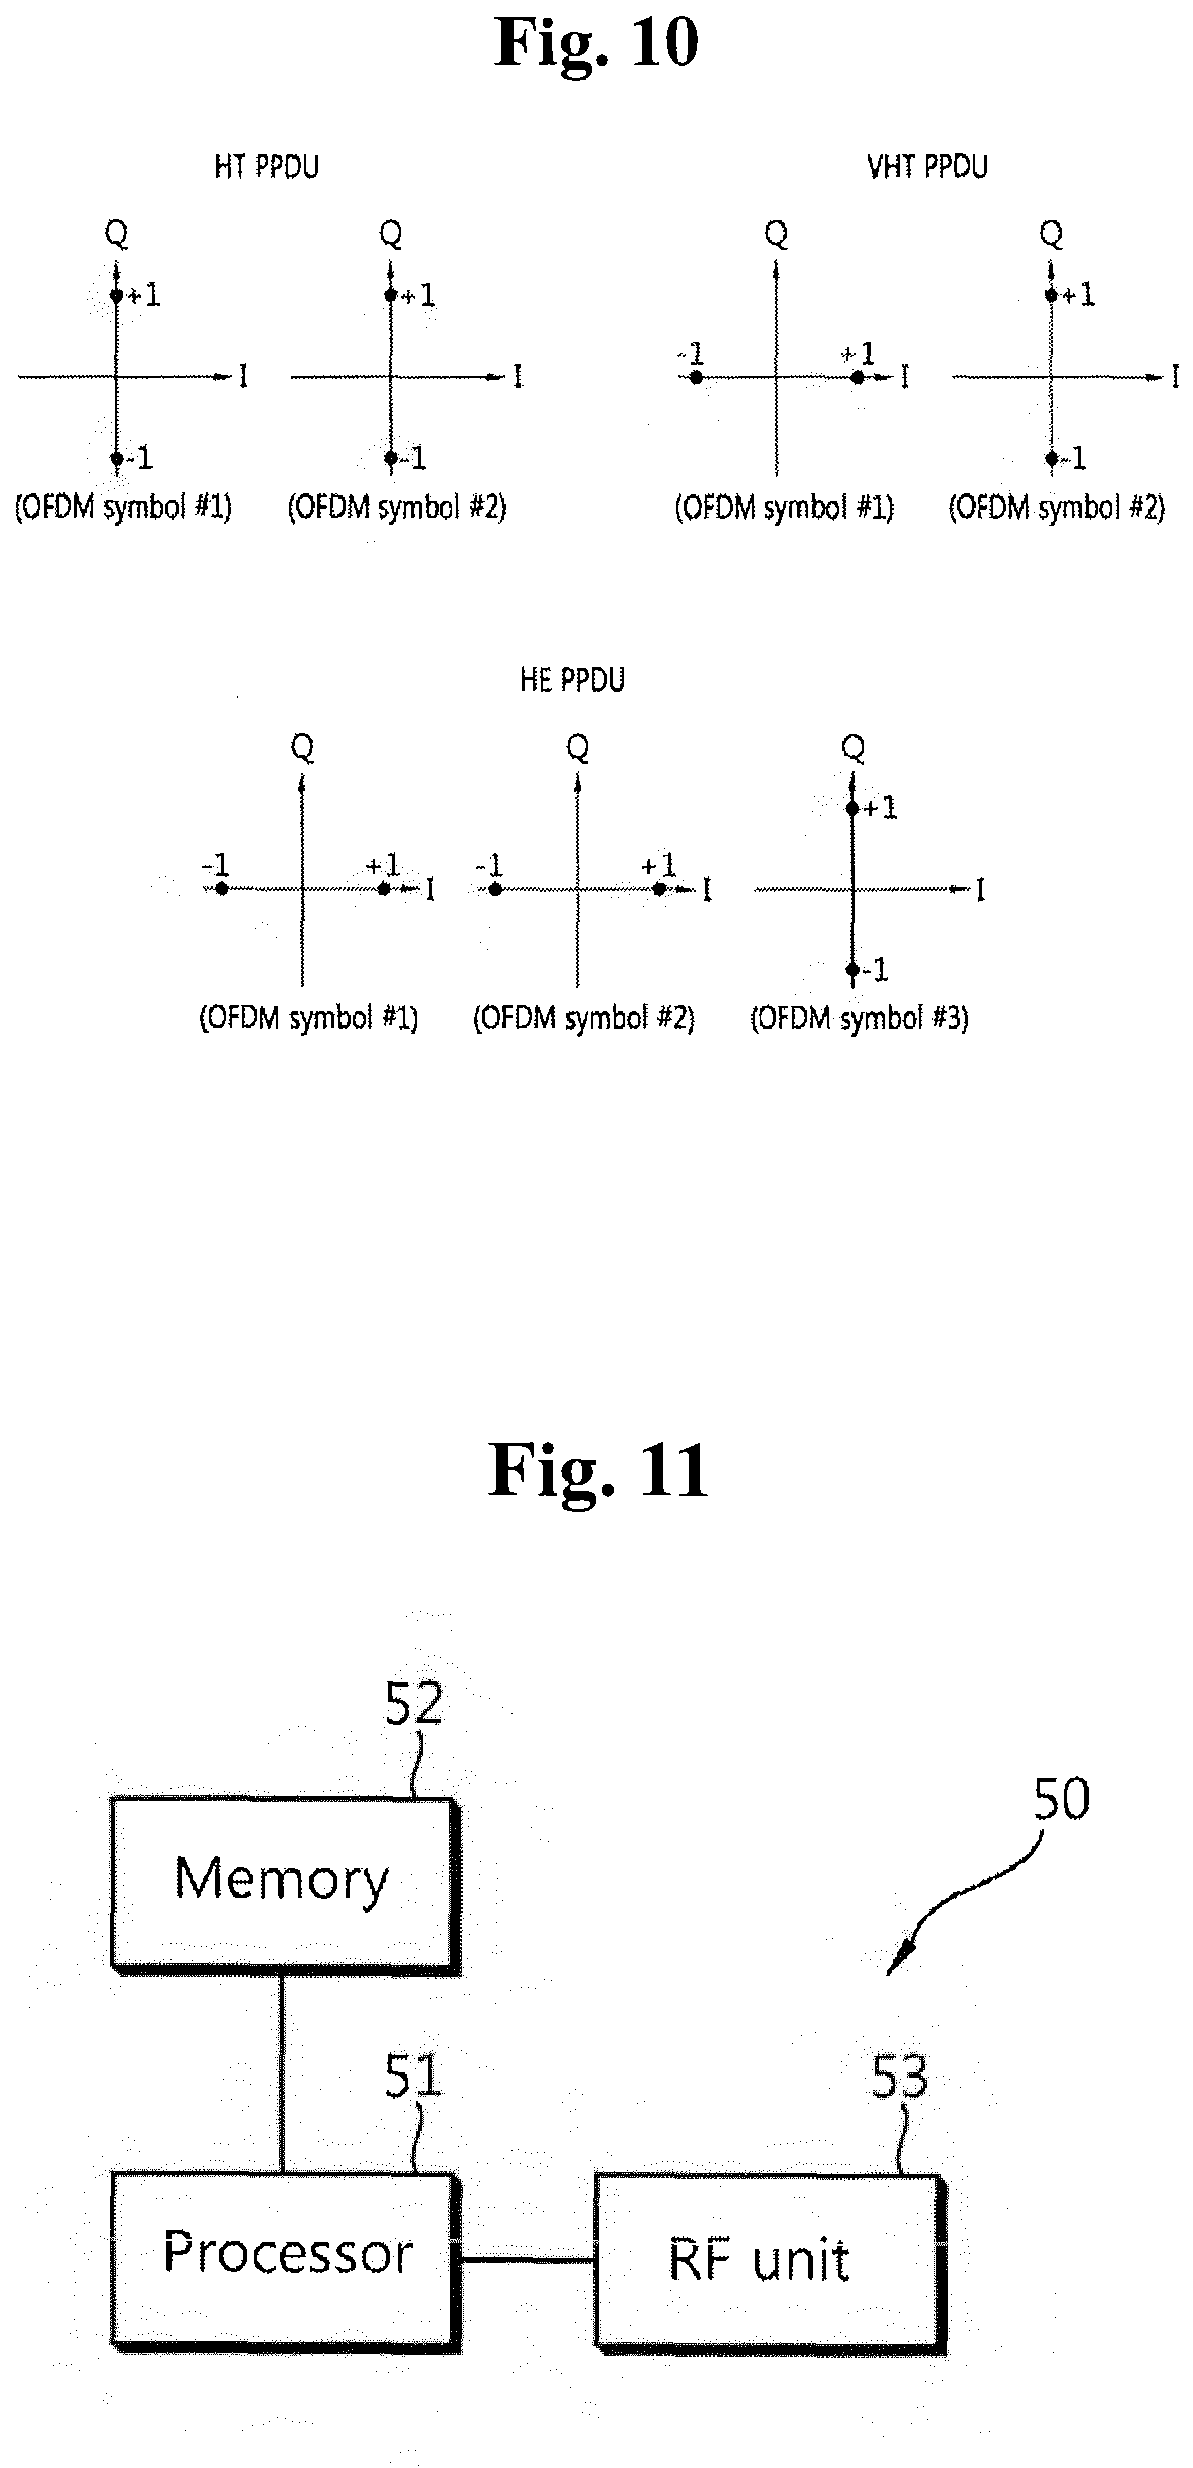 Fig. 10
HT PPDU
VHT PPDU
Q Q Q Q
+1 +1 +1
-1 +1
I I I I
-1 -1 -1
(OFDM symbol #1) (OFDM symbol #2) (OFDM symbol #1) (OFDM symbol #2)
HE PPDU
Q Q Q
+1
-1 +1 -1 +1
I I I
-1
(OFDM symbol #1) (OFDM symbol #2) (OFDM symbol #3)
Fig. 11
52
50
Memory
51
53
Processor
RF unit